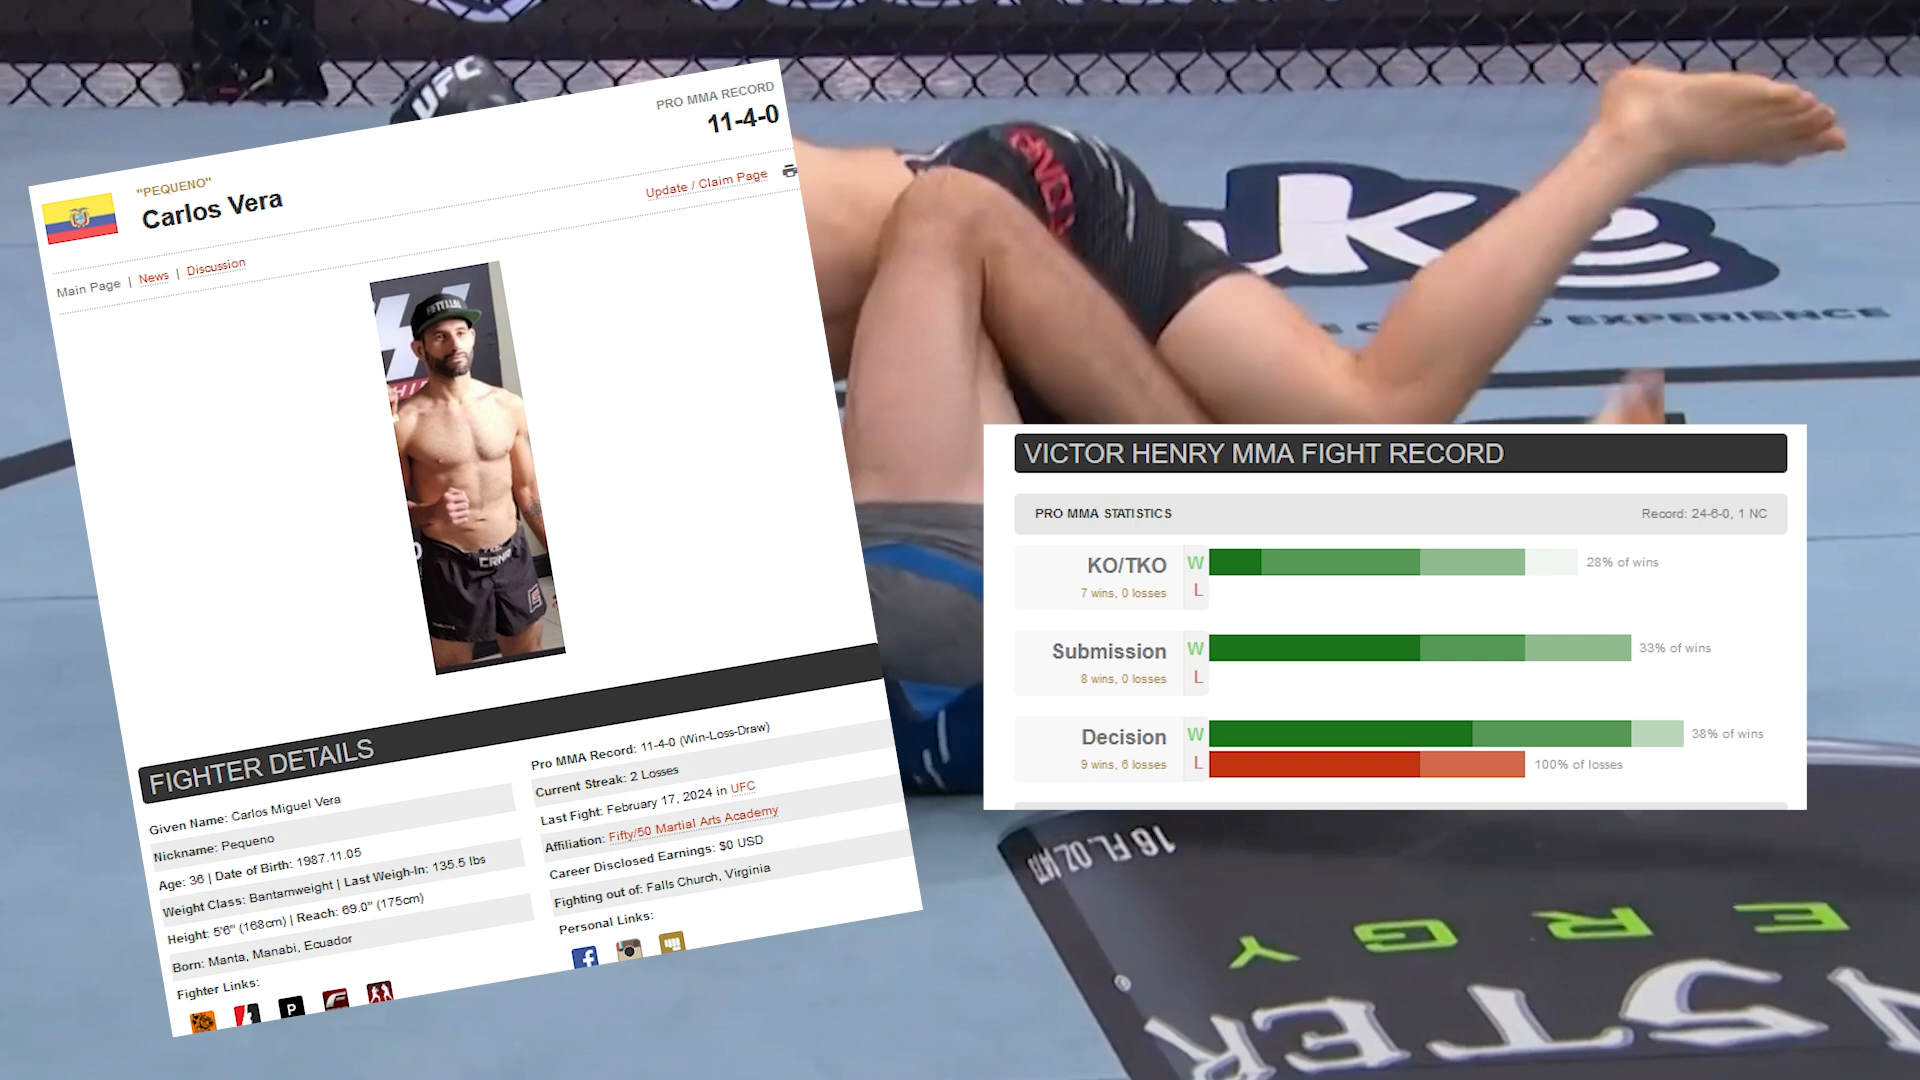 UFC
PRO MMA RECORD
11-4-0
"PEQUENO"
Carlos Vera
Update / Claim Page
Main Page | News | Discussion
CRNR
FIGHTER DETAILS
Given Name: Carlos Miguel Vera
Nickname: Pequeno
Age: 36 | Date of Birth: 1987.11.05
Weight Class: Bantamweight | Last Weigh-In: 135.5 lbs
Height: 5'6" (168cm) | Reach: 69.0" (175cm)
Born: Manta, Manabi, Ecuador
Fighter Links:
Pro MMA Record: 11-4-0 (Win-Loss-Draw)
Current Streak: 2 Losses
Last Fight: February 17, 2024 in UFC
Affiliation: Fifty/50 Martial Arts Academy
Career Disclosed Earnings: $0 USD
Fighting out of: Falls Church, Virginia
Personal Links:
EXPERIENCE
VICTOR HENRY MMA FIGHT RECORD
PRO MMA STATISTICS
Record: 24-6-0, 1 NC
KO/TKO
7 wins, 0 losses
W
L
28% of wins
Submission
8 wins, 0 losses
W
L
33% of wins
Decision
9 wins, 6 losses
W
L
38% of wins
100% of losses
16 FL. OZ
ERGY
NSTER